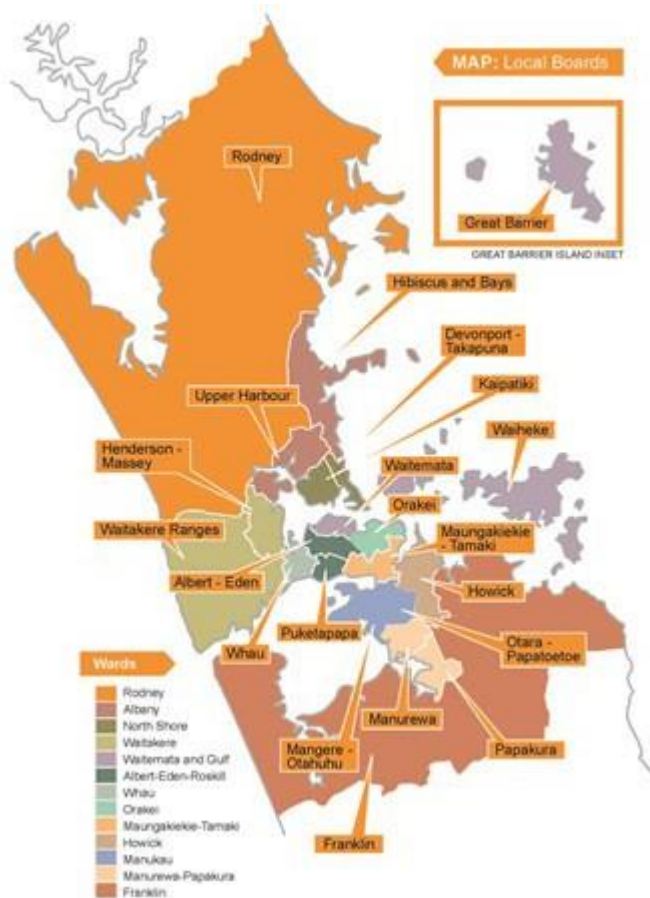 MAP: Local Boards
Rodney
Great Barrier
GREAT BARRIER ISLAND INSET
Hibiscus and Bays
Devonport -
Takapuna
Kaipatiki
Upper Harbour
Waiheke
Henderson -
Massey
Waitemata
Orakei
Waitakere Ranges
Maungakiekie
- Tamaki
Albert - Eden
Howick
Puketapapa
Whau
Otara -
Papatoetoe
Manurewa
Mangere -
Otahuhu
Papakura
Franklin
Wards
Rodney
Albany
North Shore
Waitakere
Waitemata and Gulf
Albert-Eden-Roskill
Whau
Orakei
Maungakiekie-Tamaki
Howick
Manukau
Manurewa-Papakura
Franklin